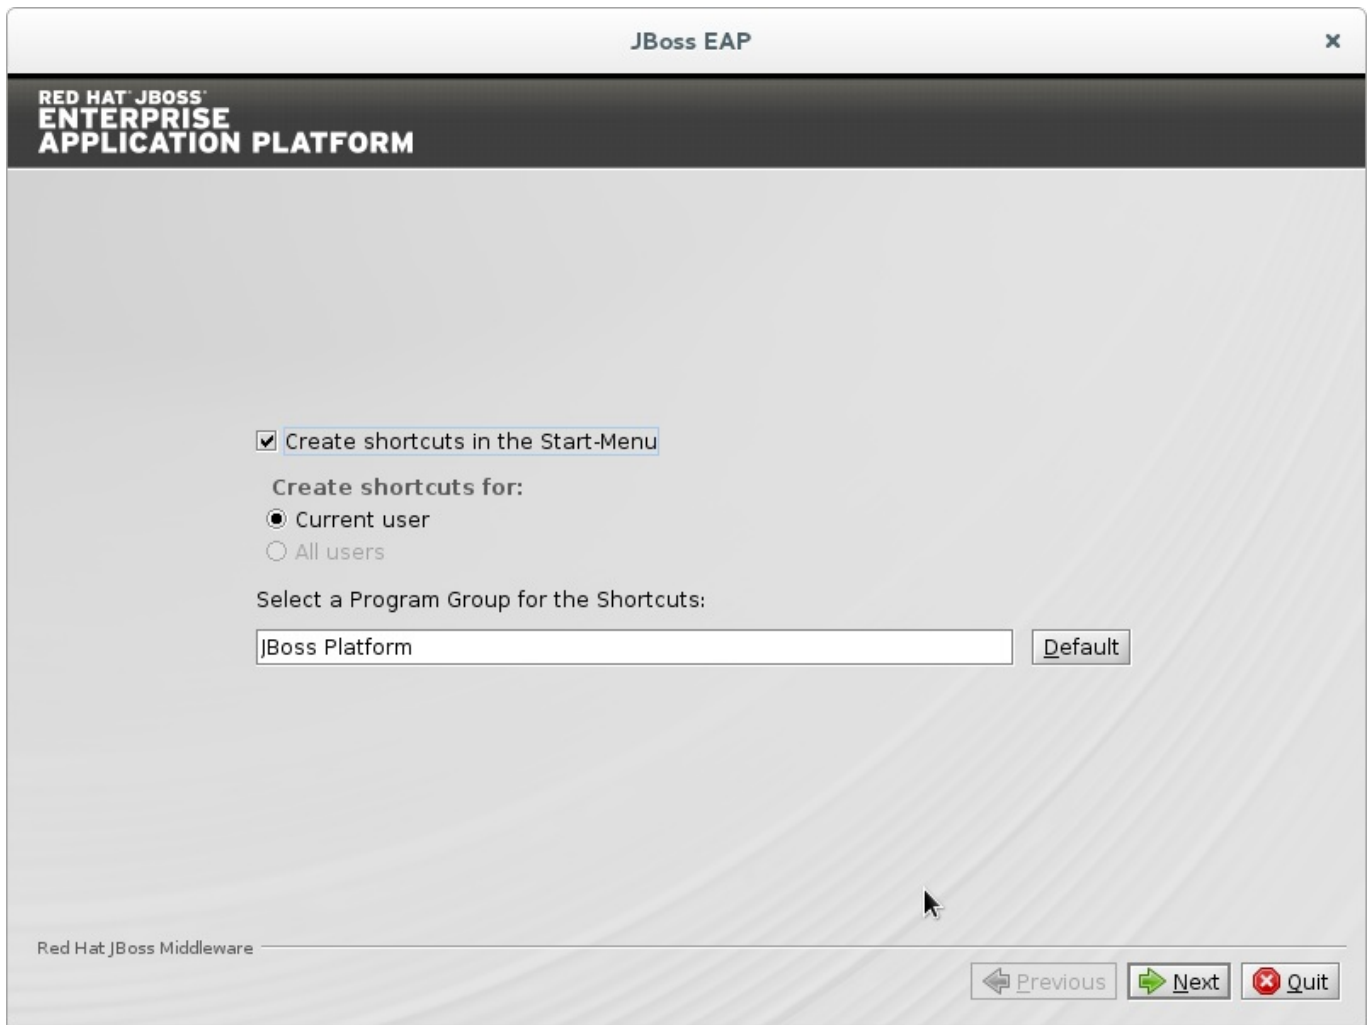 JBoss EAP
RED HAT® JBOSS®
ENTERPRISE
APPLICATION PLATFORM
Create shortcuts in the Start-Menu
Create shortcuts for:
Current user
All users
Select a Program Group for the Shortcuts:
JBoss Platform
Default
Red Hat JBoss Middleware
Previous
Next
Quit